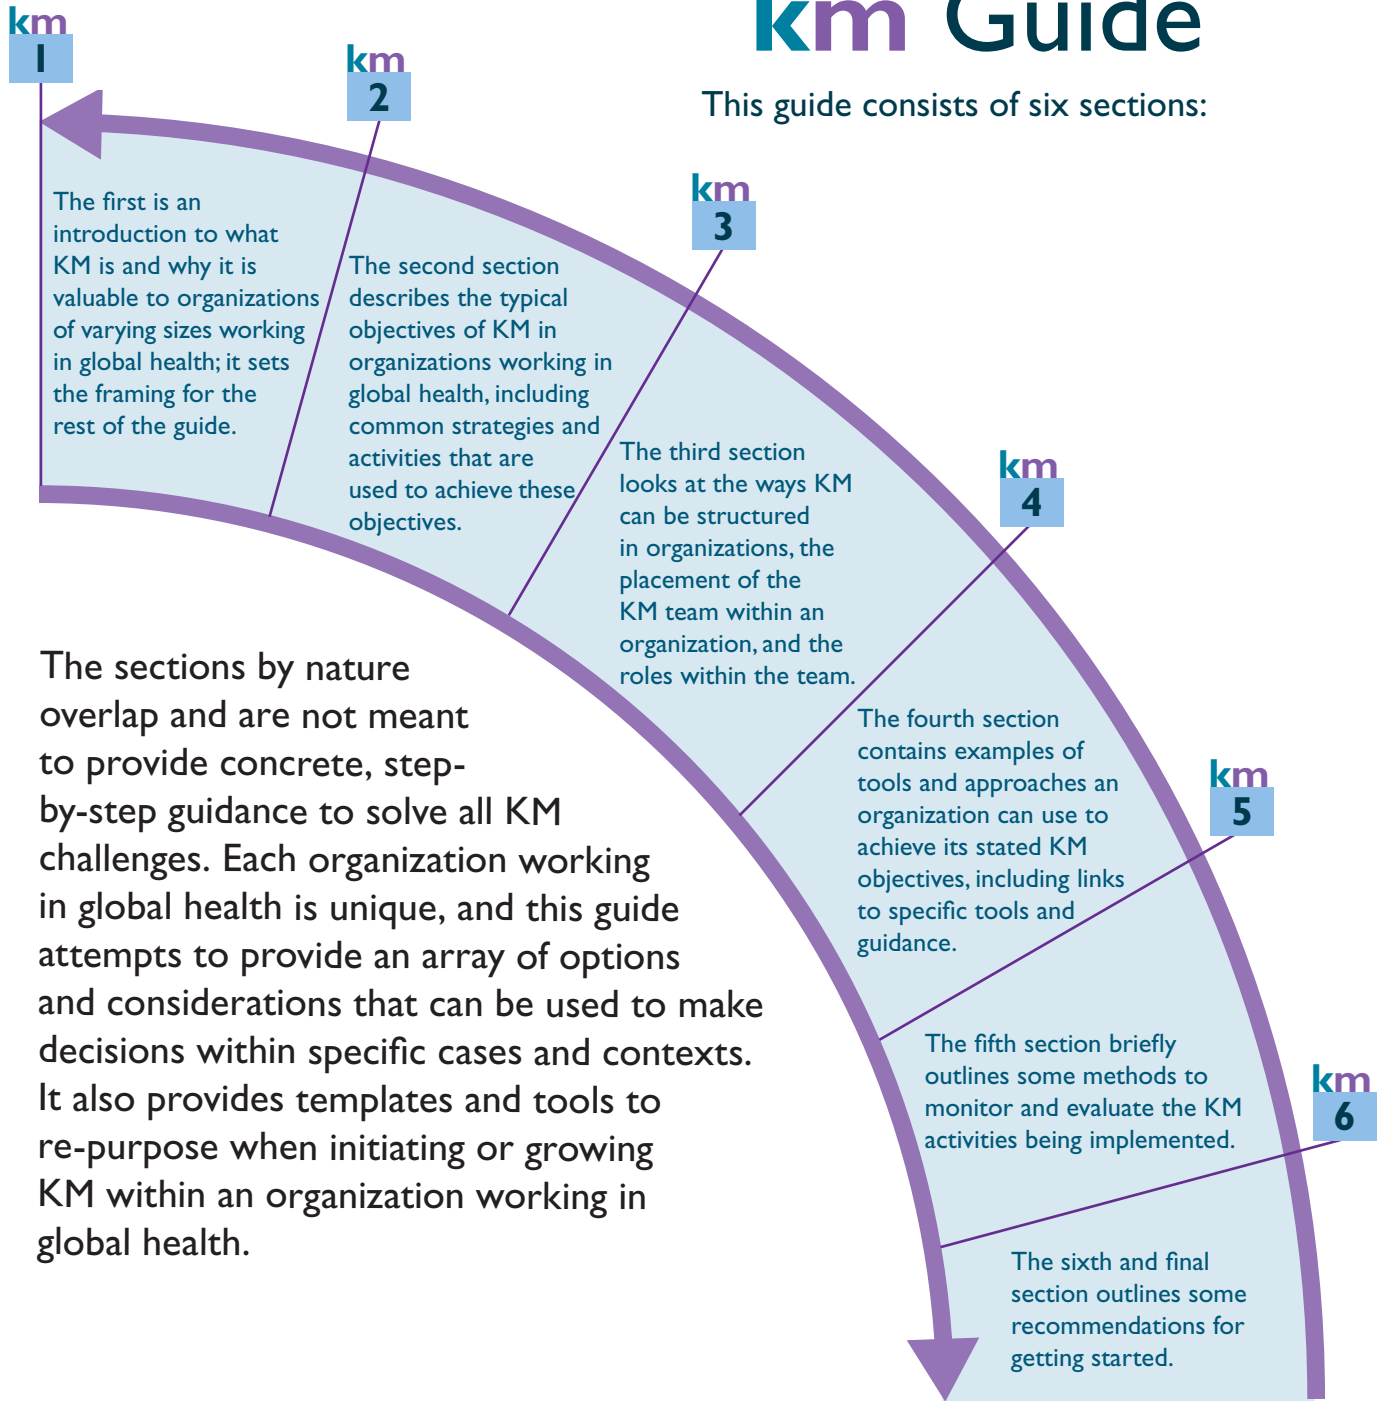 km Guide
This guide consists of six sections:
km
1
The first is an
introduction to what
KM is and why it is
valuable to organizations
of varying sizes working
in global health; it sets
the framing for the
rest of the guide.
km
2
The second section
describes the typical
objectives of KM in
organizations working in
global health, including
common strategies and
activities that are
used to achieve these
objectives.
km
3
The third section
looks at the ways KM
can be structured
in organizations, the
placement of the
KM team within an
organization, and the
roles within the team.
km
4
The fourth section
contains examples of
tools and approaches an
organization can use to
achieve its stated KM
objectives, including links
to specific tools and
guidance.
km
5
The fifth section briefly
outlines some methods to
monitor and evaluate the KM
activities being implemented.
km
6
The sixth and final
section outlines some
recommendations for
getting started.
The sections by nature
overlap and are not meant
to provide concrete, step-
by-step guidance to solve all KM
challenges. Each organization working
in global health is unique, and this guide
attempts to provide an array of options
and considerations that can be used to make
decisions within specific cases and contexts.
It also provides templates and tools to
re-purpose when initiating or growing
KM within an organization working in
global health.